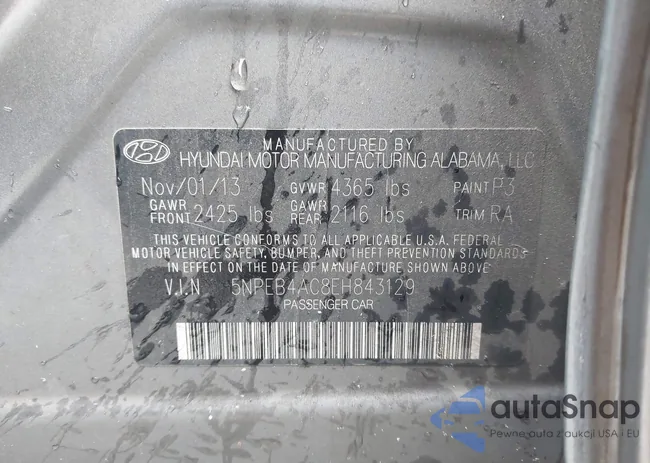 MANUFACTURED BY
HYUNDAI MOTOR MANUFACTURING ALABAMA, LLC
Nov/01/13 GVWR 4365 lbs PAINT P3
GAWR FRONT 2425 lbs GAWR REAR 2116 lbs TRIM RA
THIS VEHICLE CONFORMS TO ALL APPLICABLE U.S.A. FEDERAL
MOTOR VEHICLE SAFETY, BUMPER, AND THEFT PREVENTION STANDARDS
IN EFFECT ON THE DATE OF MANUFACTURE SHOWN ABOVE.
V.I.N 5NPEB4AC8EH843129
PASSENGER CAR
autaSnap
Pewne auta z aukcji USA i EU